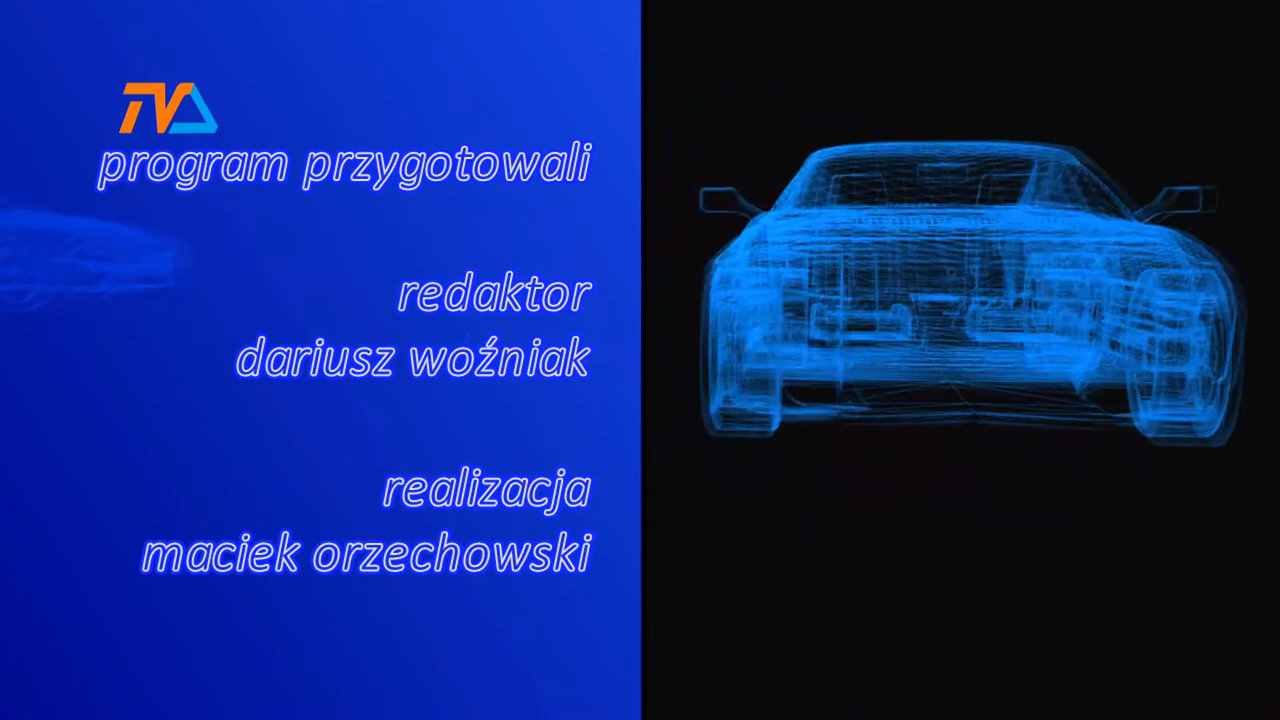 TVA
program przygotowali
redaktor
dariusz woźniak
realizacja
maciek orzechowski